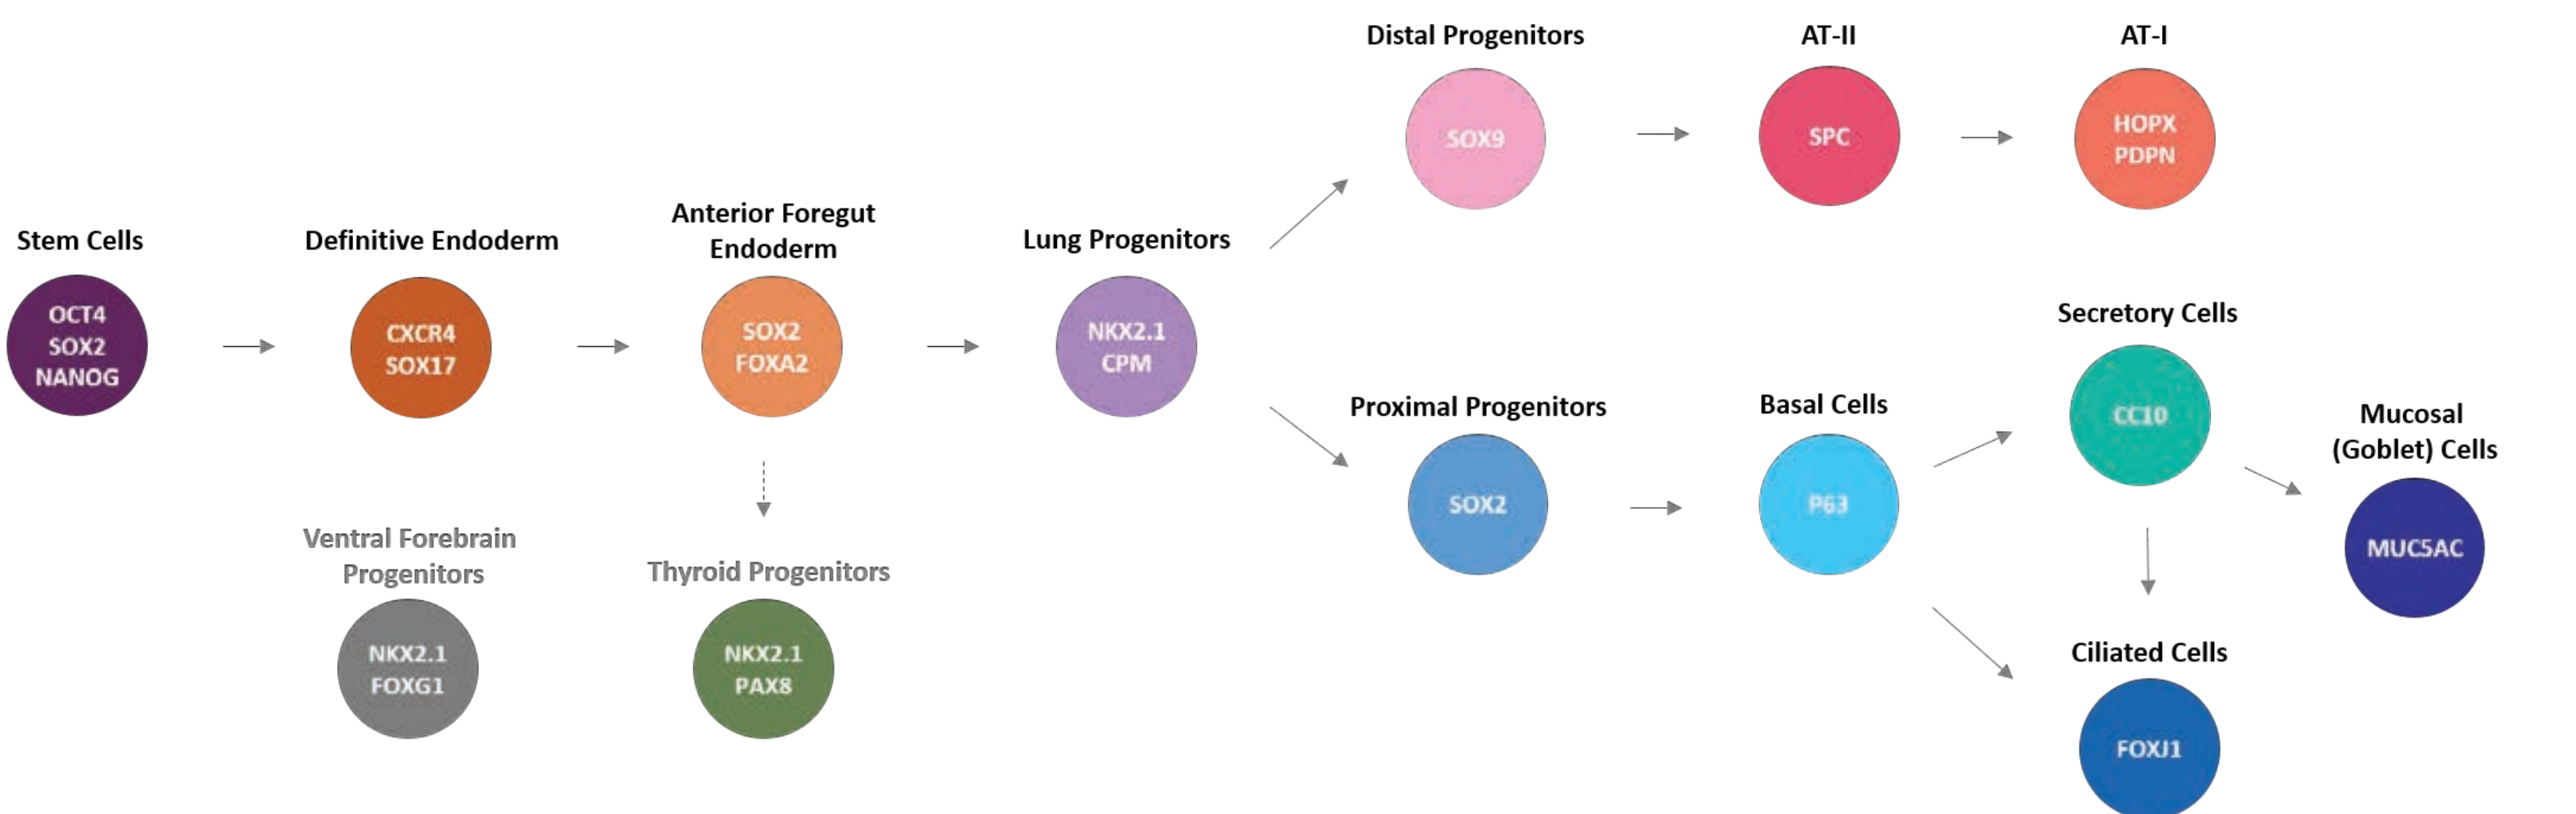 Stem Cells
OCT4
SOX2
NANOG
Definitive Endoderm
CXCR4
SOX17
Anterior Foregut
Endoderm
SOX2
FOXA2
Lung Progenitors
NKX2.1
CPM
Distal Progenitors
SOX9
AT-II
SPC
AT-I
HOPX
PDPN
Proximal Progenitors
SOX2
Basal Cells
P63
Secretory Cells
CC10
Mucosal
(Goblet) Cells
MUC5AC
Ciliated Cells
FOXJ1
Ventral Forebrain
Progenitors
NKX2.1
FOXG1
Thyroid Progenitors
NKX2.1
PAX8